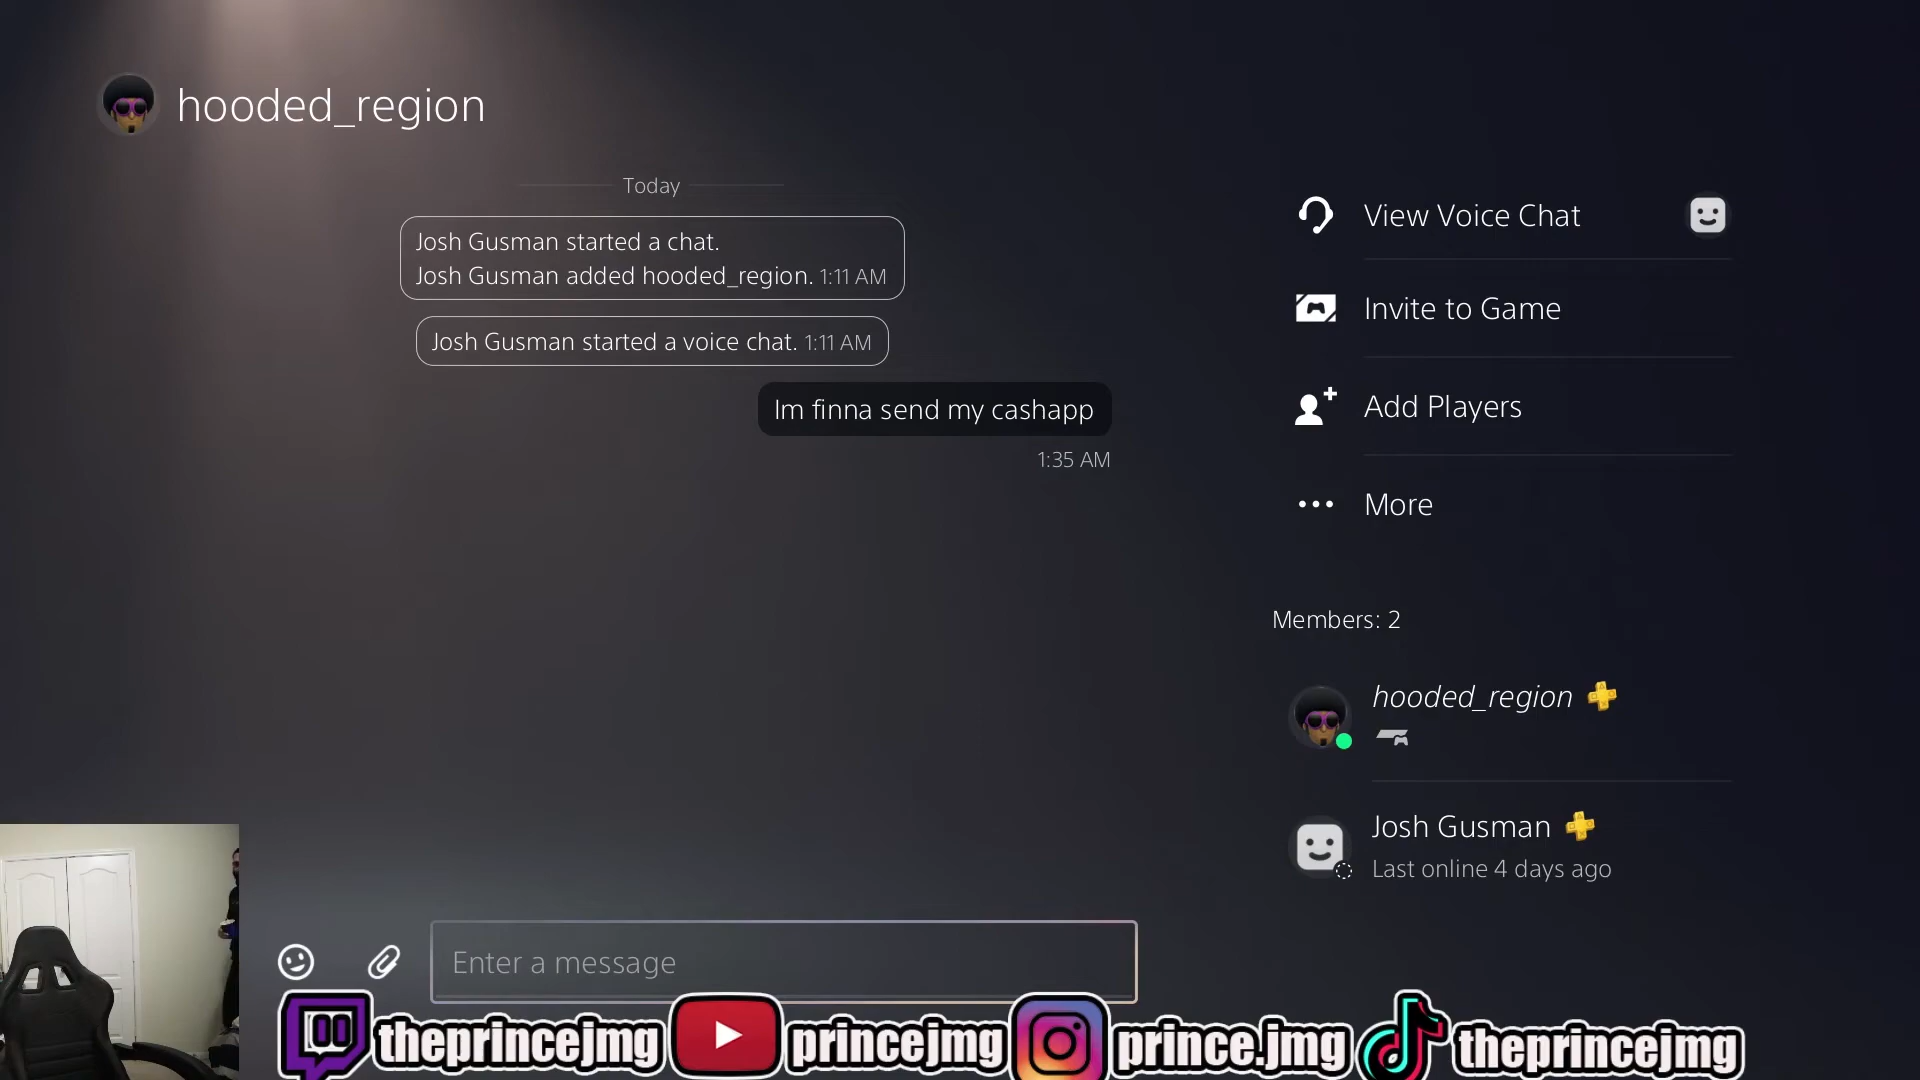 hooded_region
Today
Josh Gusman started a chat.
Josh Gusman added hooded_region. 1:11 AM
Josh Gusman started a voice chat. 1:11 AM
Im finna send my cashapp
1:35 AM
View Voice Chat
Invite to Game
Add Players
More
Members: 2
hooded_region
Josh Gusman
Last online 4 days ago
Enter a message
theprincejmg princejmg prince.jmg theprincejmg